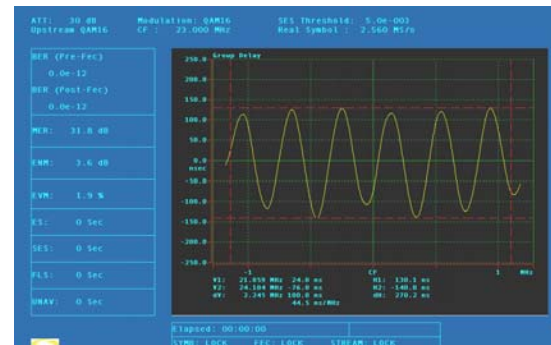 ATT: 30 dB Modulation: QAM16 SES Threshold: 5.0e-003
Upstream QAM16 CF : 23.000 MHz Real Symbol : 2.560 MS/s
BER (Pre-Fec)
0.0e-12
BER (Post-Fec)
0.0e-12
MER: 31.8 dB
ENM: 3.6 dB
EVM: 1.9 %
ES: 0 Sec
SES: 0 Sec
FLS: 0 Sec
UNAV: 0 Sec
Group Delay
250.0
200.0
150.0
100.0
50.0
0.0
nsec
-50.0
-100.0
-150.0
-200.0
-250.0
-1 CF 1 MHz
V1: 21.859 MHz 24.0 ns H1: 130.1 ns
V2: 24.104 MHz -76.0 ns H2: -140.0 ns
dV: 2.245 MHz 100.0 ns dH: 270.2 ns
44.5 ns/MHz
Elapsed: 00:00:00
SYMB: LOCK FEC: LOCK STREAM: LOCK